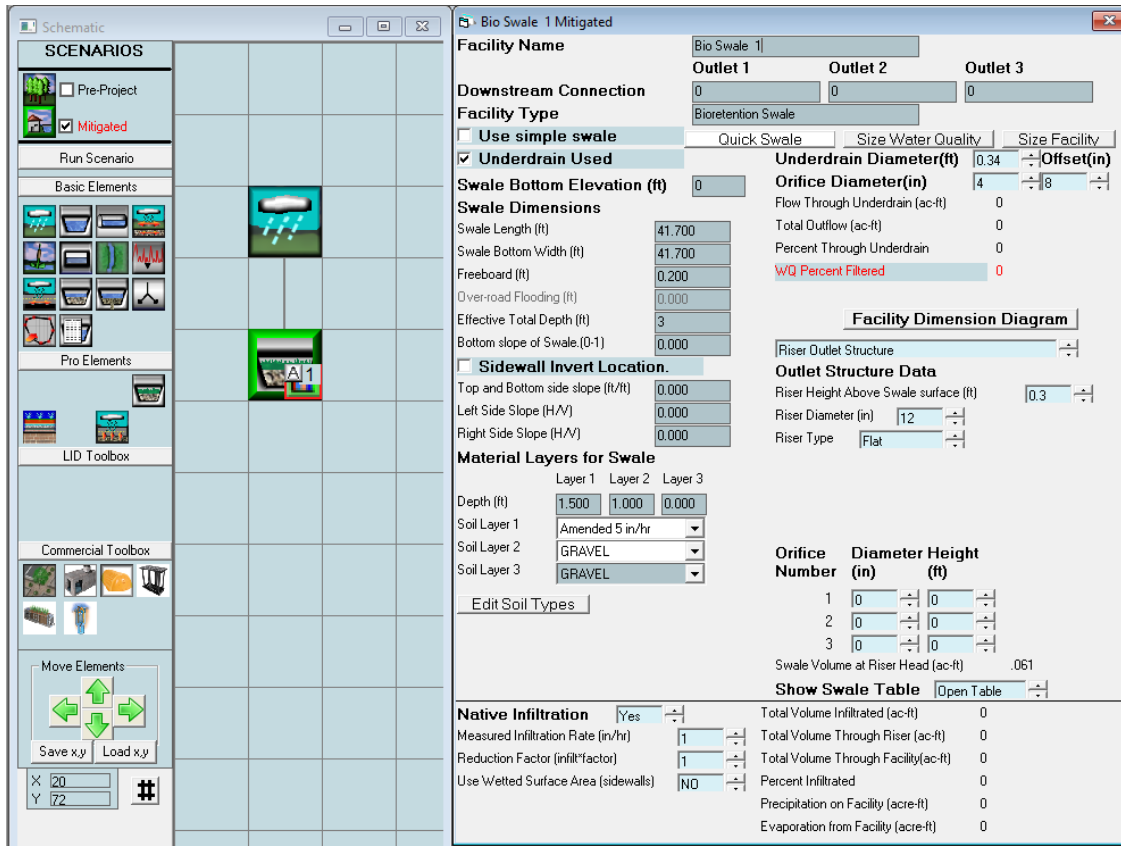 Schematic
SCENARIOS
Pre-Project
Mitigated
Run Scenario
Basic Elements
Pro Elements
LID Toolbox
Commercial Toolbox
Move Elements
Save x,y Load x,y
X 20
Y 72
#
A 1
Bio Swale 1 Mitigated
Facility Name Bio Swale 1
Outlet 1 Outlet 2 Outlet 3
Downstream Connection 0 0 0
Facility Type Bioretention Swale
Use simple swale Quick Swale Size Water Quality Size Facility
Underdrain Used Underdrain Diameter(ft) 0.34 Offset(in)
Swale Bottom Elevation (ft) 0 Orifice Diameter(in) 4 8
Swale Dimensions Flow Through Underdrain (ac-ft) 0
Swale Length (ft) 41.700 Total Outflow (ac-ft) 0
Swale Bottom Width (ft) 41.700 Percent Through Underdrain 0
Freeboard (ft) 0.200 WQ Percent Filtered 0
Over-road Flooding (ft) 0.000
Effective Total Depth (ft) 3 Facility Dimension Diagram
Bottom slope of Swale.(0-1) 0.000 Riser Outlet Structure
Sidewall Invert Location. Outlet Structure Data
Top and Bottom side slope (ft/ft) 0.000 Riser Height Above Swale surface (ft) 0.3
Left Side Slope (H/V) 0.000 Riser Diameter (in) 12
Right Side Slope (H/V) 0.000 Riser Type Flat
Material Layers for Swale
Layer 1 Layer 2 Layer 3
Depth (ft) 1.500 1.000 0.000
Soil Layer 1 Amended 5 in/hr
Soil Layer 2 GRAVEL
Soil Layer 3 GRAVEL
Edit Soil Types
Orifice Diameter Height
Number (in) (ft)
1 0 0
2 0 0
3 0 0
Swale Volume at Riser Head (ac-ft) .061
Show Swale Table Open Table
Native Infiltration Yes Total Volume Infiltrated (ac-ft) 0
Measured Infiltration Rate (in/hr) 1 Total Volume Through Riser (ac-ft) 0
Reduction Factor (infilt*factor) 1 Total Volume Through Facility(ac-ft) 0
Use Wetted Surface Area (sidewalls) NO Percent Infiltrated 0
Precipitation on Facility (acre-ft) 0
Evaporation from Facility (acre-ft) 0